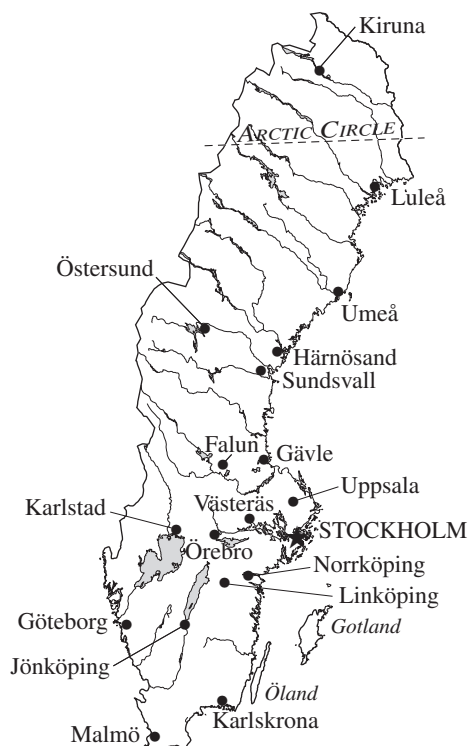 Kiruna
ARCTIC CIRCLE
Luleå
Östersund
Umeå
Härnösand
Sundsvall
Falun
Gävle
Uppsala
Västeräs
Karlstad
STOCKHOLM
Örebro
Norrköping
Linköping
Göteborg
Gotland
Jönköping
Öland
Karlskrona
Malmö